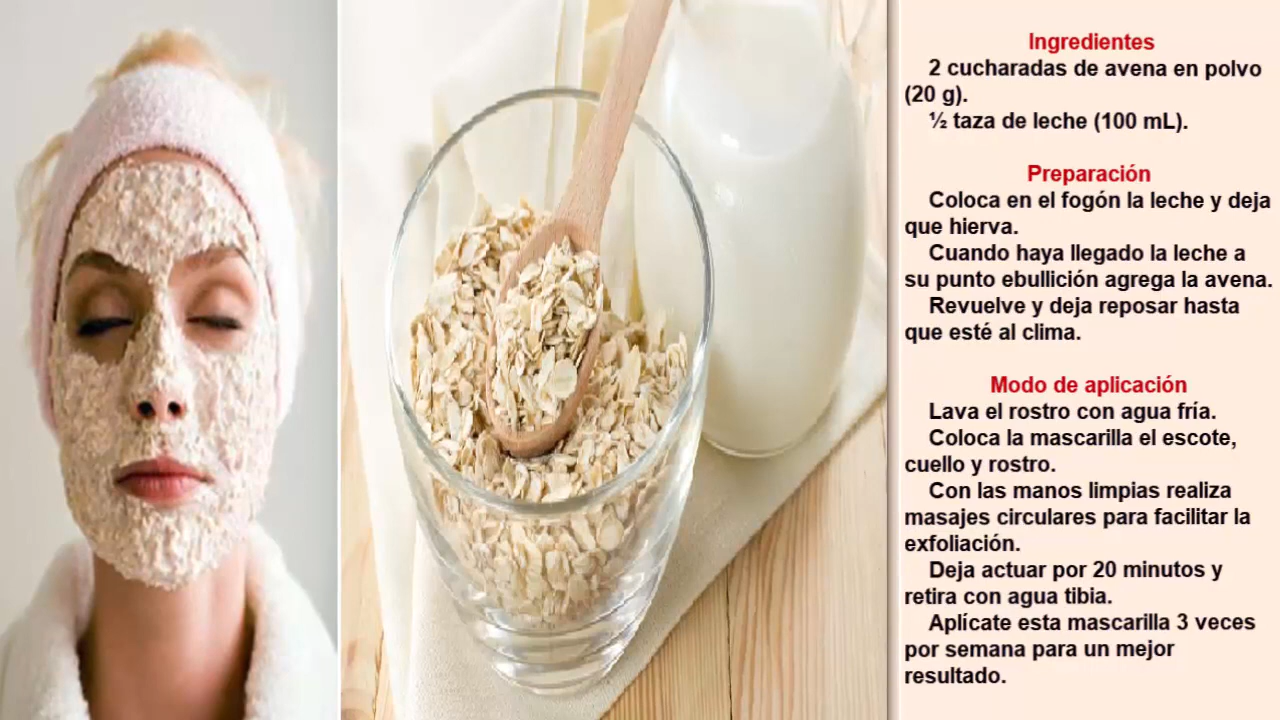 Ingredientes
2 cucharadas de avena en polvo
(20 g).
½ taza de leche (100 mL).
Preparación
Coloca en el fogón la leche y deja
que hierva.
Cuando haya llegado la leche a
su punto ebullición agrega la avena.
Revuelve y deja reposar hasta
que esté al clima.
Modo de aplicación
Lava el rostro con agua fría.
Coloca la mascarilla el escote,
cuello y rostro.
Con las manos limpias realiza
masajes circulares para facilitar la
exfoliación.
Deja actuar por 20 minutos y
retira con agua tibia.
Aplícate esta mascarilla 3 veces
por semana para un mejor
resultado.